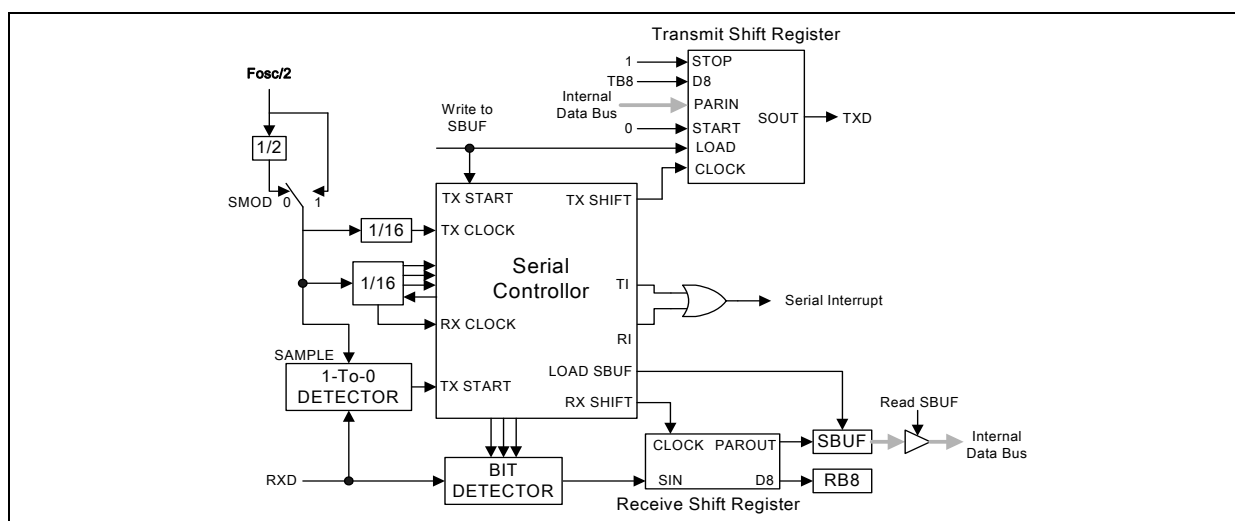 Transmit Shift Register
Fosc/2
1/2
SMOD 0 1
Write to
SBUF
1
TB8
Internal
Data Bus
0
STOP
D8
PARIN
START
LOAD
CLOCK
SOUT
TXD
1/16
1/16
TX START
TX CLOCK
RX CLOCK
TX START
Serial
Controllor
TX SHIFT
TI
RI
LOAD SBUF
RX SHIFT
Serial Interrupt
SAMPLE
1-To-0
DETECTOR
RXD
BIT
DETECTOR
CLOCK PAROUT
SIN D8
Receive Shift Register
SBUF
RB8
Read SBUF
Internal
Data Bus